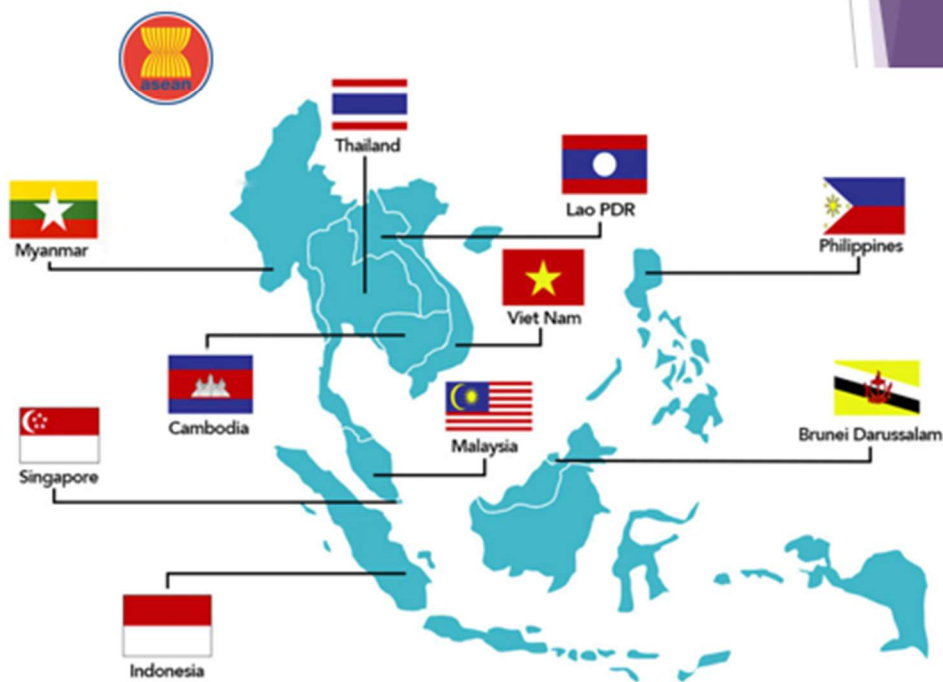 asean
Thailand
Lao PDR
Myanmar
Philippines
Viet Nam
Cambodia
Malaysia
Brunei Darussalam
Singapore
Indonesia